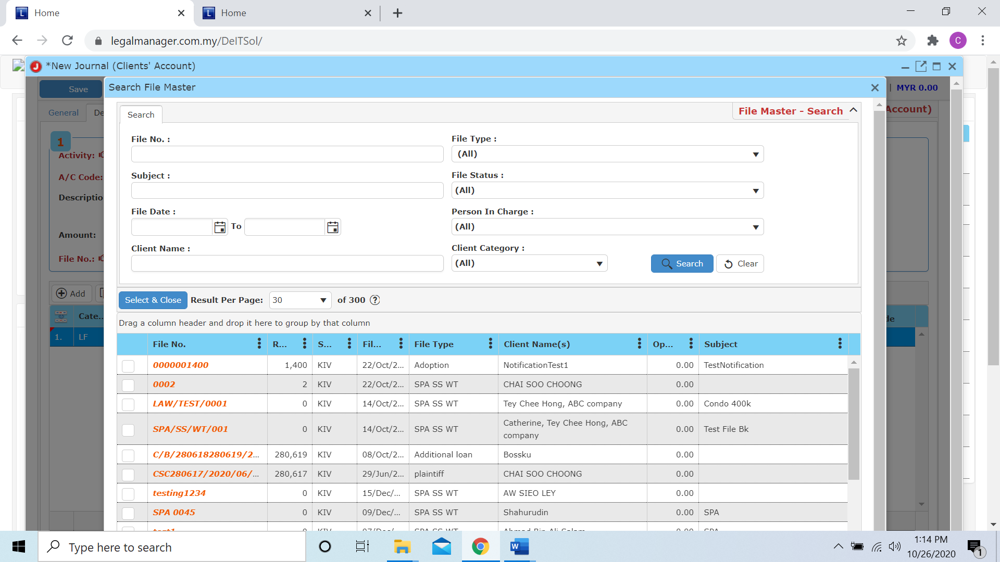 Home
Home
legalmanager.com.my/DeITSol/
C
*New Journal (Clients' Account)
Save
Search File Master
| MYR 0.00
General
De
Search
File Master - Search
Account)
1
File No. :
File Type :
(All)
Activity:
Subject :
File Status :
A/C Code:
(All)
Descriptio
File Date :
Person In Charge :
To
(All)
Amount:
Client Name :
Client Category :
File No.:
(All)
Search
Clear
Add
Select & Close
Result Per Page:
30
of 300
Cate...
Drag a column header and drop it here to group by that column
de
1.
LF
File No.
R...
S...
Fil...
File Type
Client Name(s)
Op...
Subject
0000001400
1,400
KIV
22/Oct/2...
Adoption
NotificationTest1
0.00
TestNotification
0002
2
KIV
22/Oct/2...
SPA SS WT
CHAI SOO CHOONG
0.00
LAW/TEST/0001
0
KIV
14/Oct/2...
SPA SS WT
Tey Chee Hong, ABC company
0.00
Condo 400k
SPA/SS/WT/001
0
KIV
14/Oct/2...
SPA SS WT
Catherine, Tey Chee Hong, ABC
company
0.00
Test File Bk
C/B/280618280619/2...
280,619
KIV
08/Oct/2...
Additional loan
Bossku
0.00
CSC280617/2020/06/...
280,617
KIV
29/Jun/2...
plaintiff
CHAI SOO CHOONG
0.00
testing1234
0
KIV
15/Dec/...
SPA SS WT
AW SIEO LEY
0.00
SPA 0045
0
KIV
09/Dec/...
SPA SS WT
Shahurudin
0.00
SPA
test1
0
KIV
07/Dec/...
SPA SS WT
Ahmad Bin Ali Salam
0.00
SPA
Type here to search
1:14 PM
10/26/2020
1